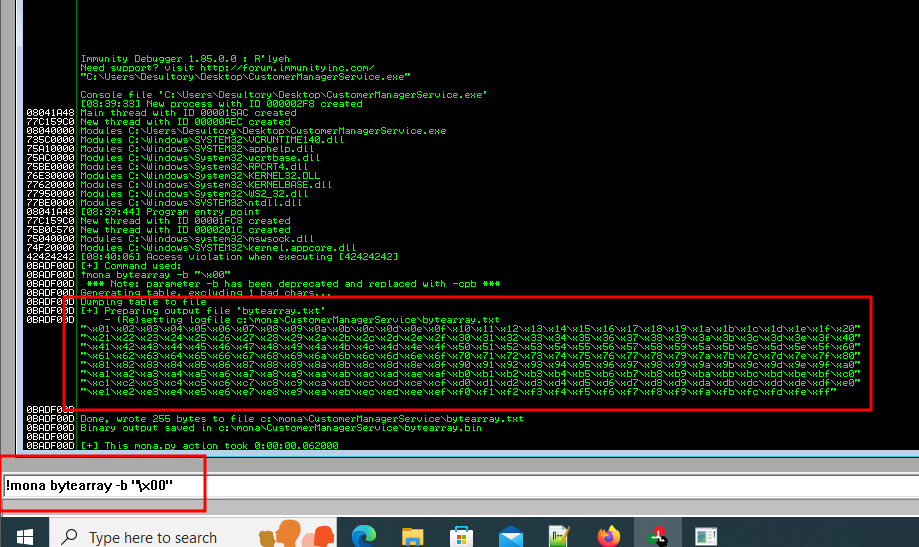 Immunity Debugger 1.85.0.0 : R'lyeh
Need support? visit http://forum.immunityinc.com/
"C:\Users\Desultory\Desktop\CustomerManagerService.exe"
Console file 'C:\Users\Desultory\Desktop\CustomerManagerService.exe'
[08:39:33] New process with ID 000002F8 created
08041A48 Main thread with ID 000015AC created
77C159C0 New thread with ID 00000AEC created
08040000 Modules C:\Users\Desultory\Desktop\CustomerManagerService.exe
735C0000 Modules C:\Windows\SYSTEM32\VCRUNTIME140.dll
75A10000 Modules C:\Windows\SYSTEM32\apphelp.dll
75AC0000 Modules C:\Windows\System32\ucrtbase.dll
75BE0000 Modules C:\Windows\System32\RPCRT4.dll
76E30000 Modules C:\Windows\System32\KERNEL32.DLL
77620000 Modules C:\Windows\System32\KERNELBASE.dll
77950000 Modules C:\Windows\System32\WS2_32.dll
77BE0000 Modules C:\Windows\SYSTEM32\ntdll.dll
08041A48 [08:39:44] Program entry point
77C159C0 New thread with ID 00001FC8 created
75B0C570 New thread with ID 0000201C created
75040000 Modules C:\Windows\system32\mswsock.dll
74F20000 Modules C:\Windows\SYSTEM32\kernel.appcore.dll
42424242 [08:40:06] Access violation when executing [42424242]
0BADF00D [+] Command used:
0BADF00D !mona bytearray -b "\x00"
0BADF00D *** Note: parameter -b has been deprecated and replaced with -cpb ***
0BADF00D Generating table, excluding 1 bad chars...
0BADF00D Dumping table to file
0BADF00D [+] Preparing output file 'bytearray.txt'
0BADF00D - (Re)setting logfile c:\mona\CustomerManagerService\bytearray.txt
"\x01\x02\x03\x04\x05\x06\x07\x08\x09\x0a\x0b\x0c\x0d\x0e\x0f\x10\x11\x12\x13\x14\x15\x16\x17\x18\x19\x1a\x1b\x1c\x1d\x1e\x1f\x20"
"\x21\x22\x23\x24\x25\x26\x27\x28\x29\x2a\x2b\x2c\x2d\x2e\x2f\x30\x31\x32\x33\x34\x35\x36\x37\x38\x39\x3a\x3b\x3c\x3d\x3e\x3f\x40"
"\x41\x42\x43\x44\x45\x46\x47\x48\x49\x4a\x4b\x4c\x4d\x4e\x4f\x50\x51\x52\x53\x54\x55\x56\x57\x58\x59\x5a\x5b\x5c\x5d\x5e\x5f\x60"
"\x61\x62\x63\x64\x65\x66\x67\x68\x69\x6a\x6b\x6c\x6d\x6e\x6f\x70\x71\x72\x73\x74\x75\x76\x77\x78\x79\x7a\x7b\x7c\x7d\x7e\x7f\x80"
"\x81\x82\x83\x84\x85\x86\x87\x88\x89\x8a\x8b\x8c\x8d\x8e\x8f\x90\x91\x92\x93\x94\x95\x96\x97\x98\x99\x9a\x9b\x9c\x9d\x9e\x9f\xa0"
"\xa1\xa2\xa3\xa4\xa5\xa6\xa7\xa8\xa9\xaa\xab\xac\xad\xae\xaf\xb0\xb1\xb2\xb3\xb4\xb5\xb6\xb7\xb8\xb9\xba\xbb\xbc\xbd\xbe\xbf\xc0"
"\xc1\xc2\xc3\xc4\xc5\xc6\xc7\xc8\xc9\xca\xcb\xcc\xcd\xce\xcf\xd0\xd1\xd2\xd3\xd4\xd5\xd6\xd7\xd8\xd9\xda\xdb\xdc\xdd\xde\xdf\xe0"
"\xe1\xe2\xe3\xe4\xe5\xe6\xe7\xe8\xe9\xea\xeb\xec\xed\xee\xef\xf0\xf1\xf2\xf3\xf4\xf5\xf6\xf7\xf8\xf9\xfa\xfb\xfc\xfd\xfe\xff"
0BADF00D
0BADF00D Done, wrote 255 bytes to file c:\mona\CustomerManagerService\bytearray.txt
0BADF00D Binary output saved in c:\mona\CustomerManagerService\bytearray.bin
0BADF00D
0BADF00D [+] This mona.py action took 0:00:00.062000
!mona bytearray -b "\x00"
Type here to search